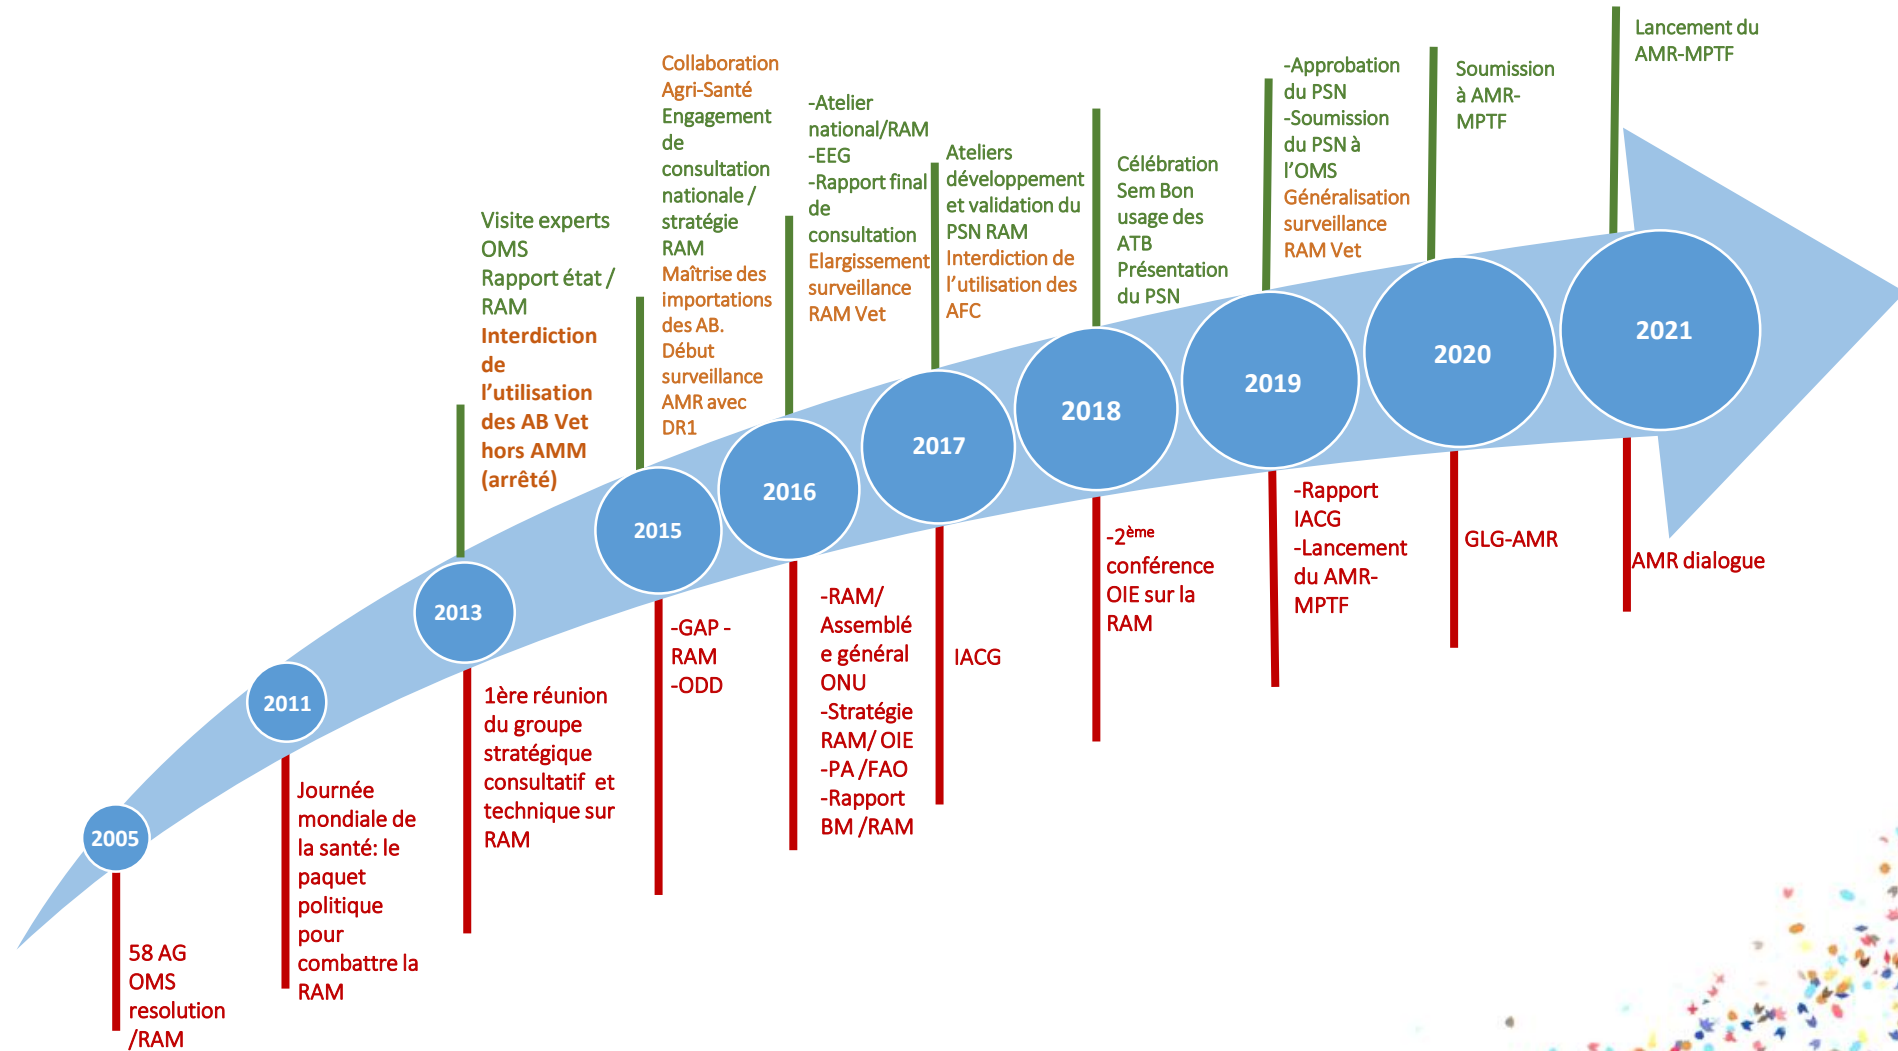 Lancement du
AMR-MPTF
Soumission
à AMR-
MPTF
-Approbation
du PSN
-Soumission
du PSN à
l’OMS
Généralisation
surveillance
RAM Vet
Célébration
Sem Bon
usage des
ATB
Présentation
du PSN
Ateliers
développement
et validation du
PSN RAM
Interdiction de
l’utilisation des
AFC
-Atelier
national/RAM
-EEG
-Rapport final
de
consultation
Elargissement
surveillance
RAM Vet
Collaboration
Agri-Santé
Engagement
de
consultation
nationale /
stratégie
RAM
Maîtrise des
importations
des AB.
Début
surveillance
AMR avec
DR1
Visite experts
OMS
Rapport état /
RAM
Interdiction
de
l’utilisation
des AB Vet
hors AMM
(arrêté)
2005
2011
2013
2015
2016
2017
2018
2019
2020
2021
58 AG
OMS
resolution
/RAM
Journée
mondiale de
la santé: le
paquet
politique
pour
combattre la
RAM
1ère réunion
du groupe
stratégique
consultatif et
technique sur
RAM
-GAP -
RAM
-ODD
-RAM/
Assemblé
e général
ONU
-Stratégie
RAM/ OIE
-PA /FAO
-Rapport
BM /RAM
IACG
-2ème
conférence
OIE sur la
RAM
-Rapport
IACG
-Lancement
du AMR-
MPTF
GLG-AMR
AMR dialogue